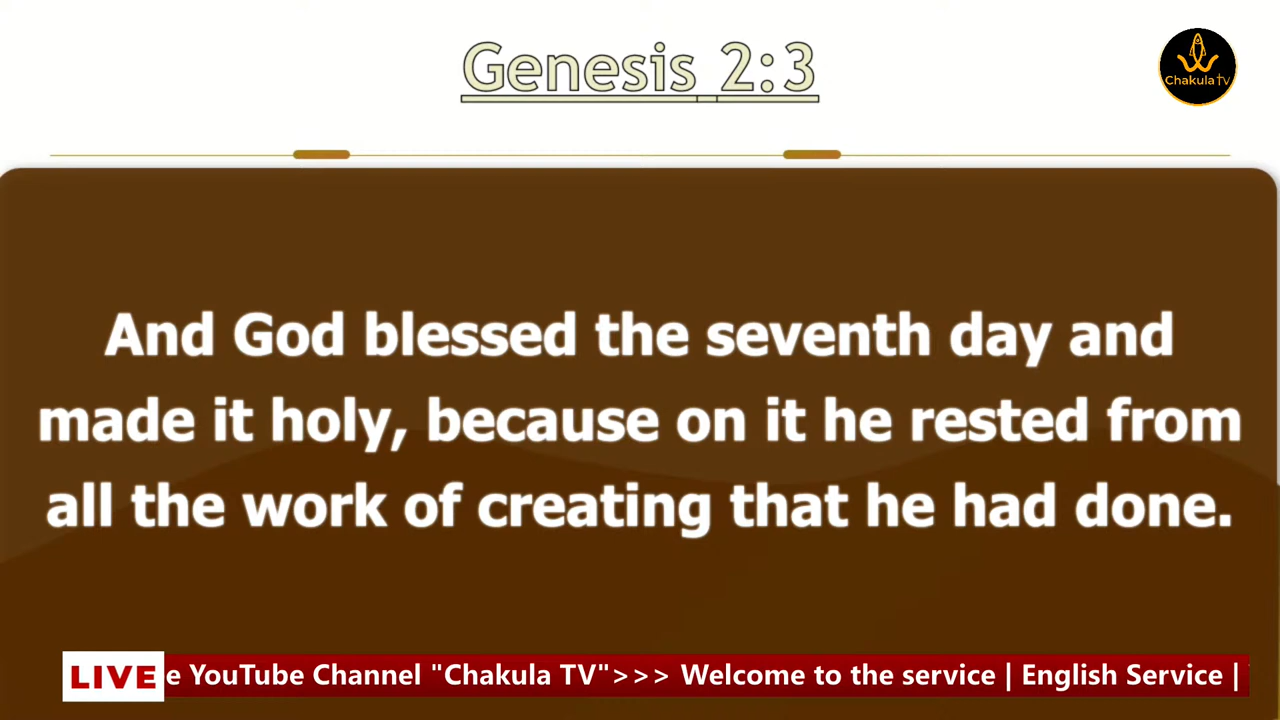 Genesis 2:3
Chakula Tv
And God blessed the seventh day and
made it holy, because on it he rested from
all the work of creating that he had done.
LIVE e YouTube Channel "Chakula TV">>> Welcome to the service | English Service |